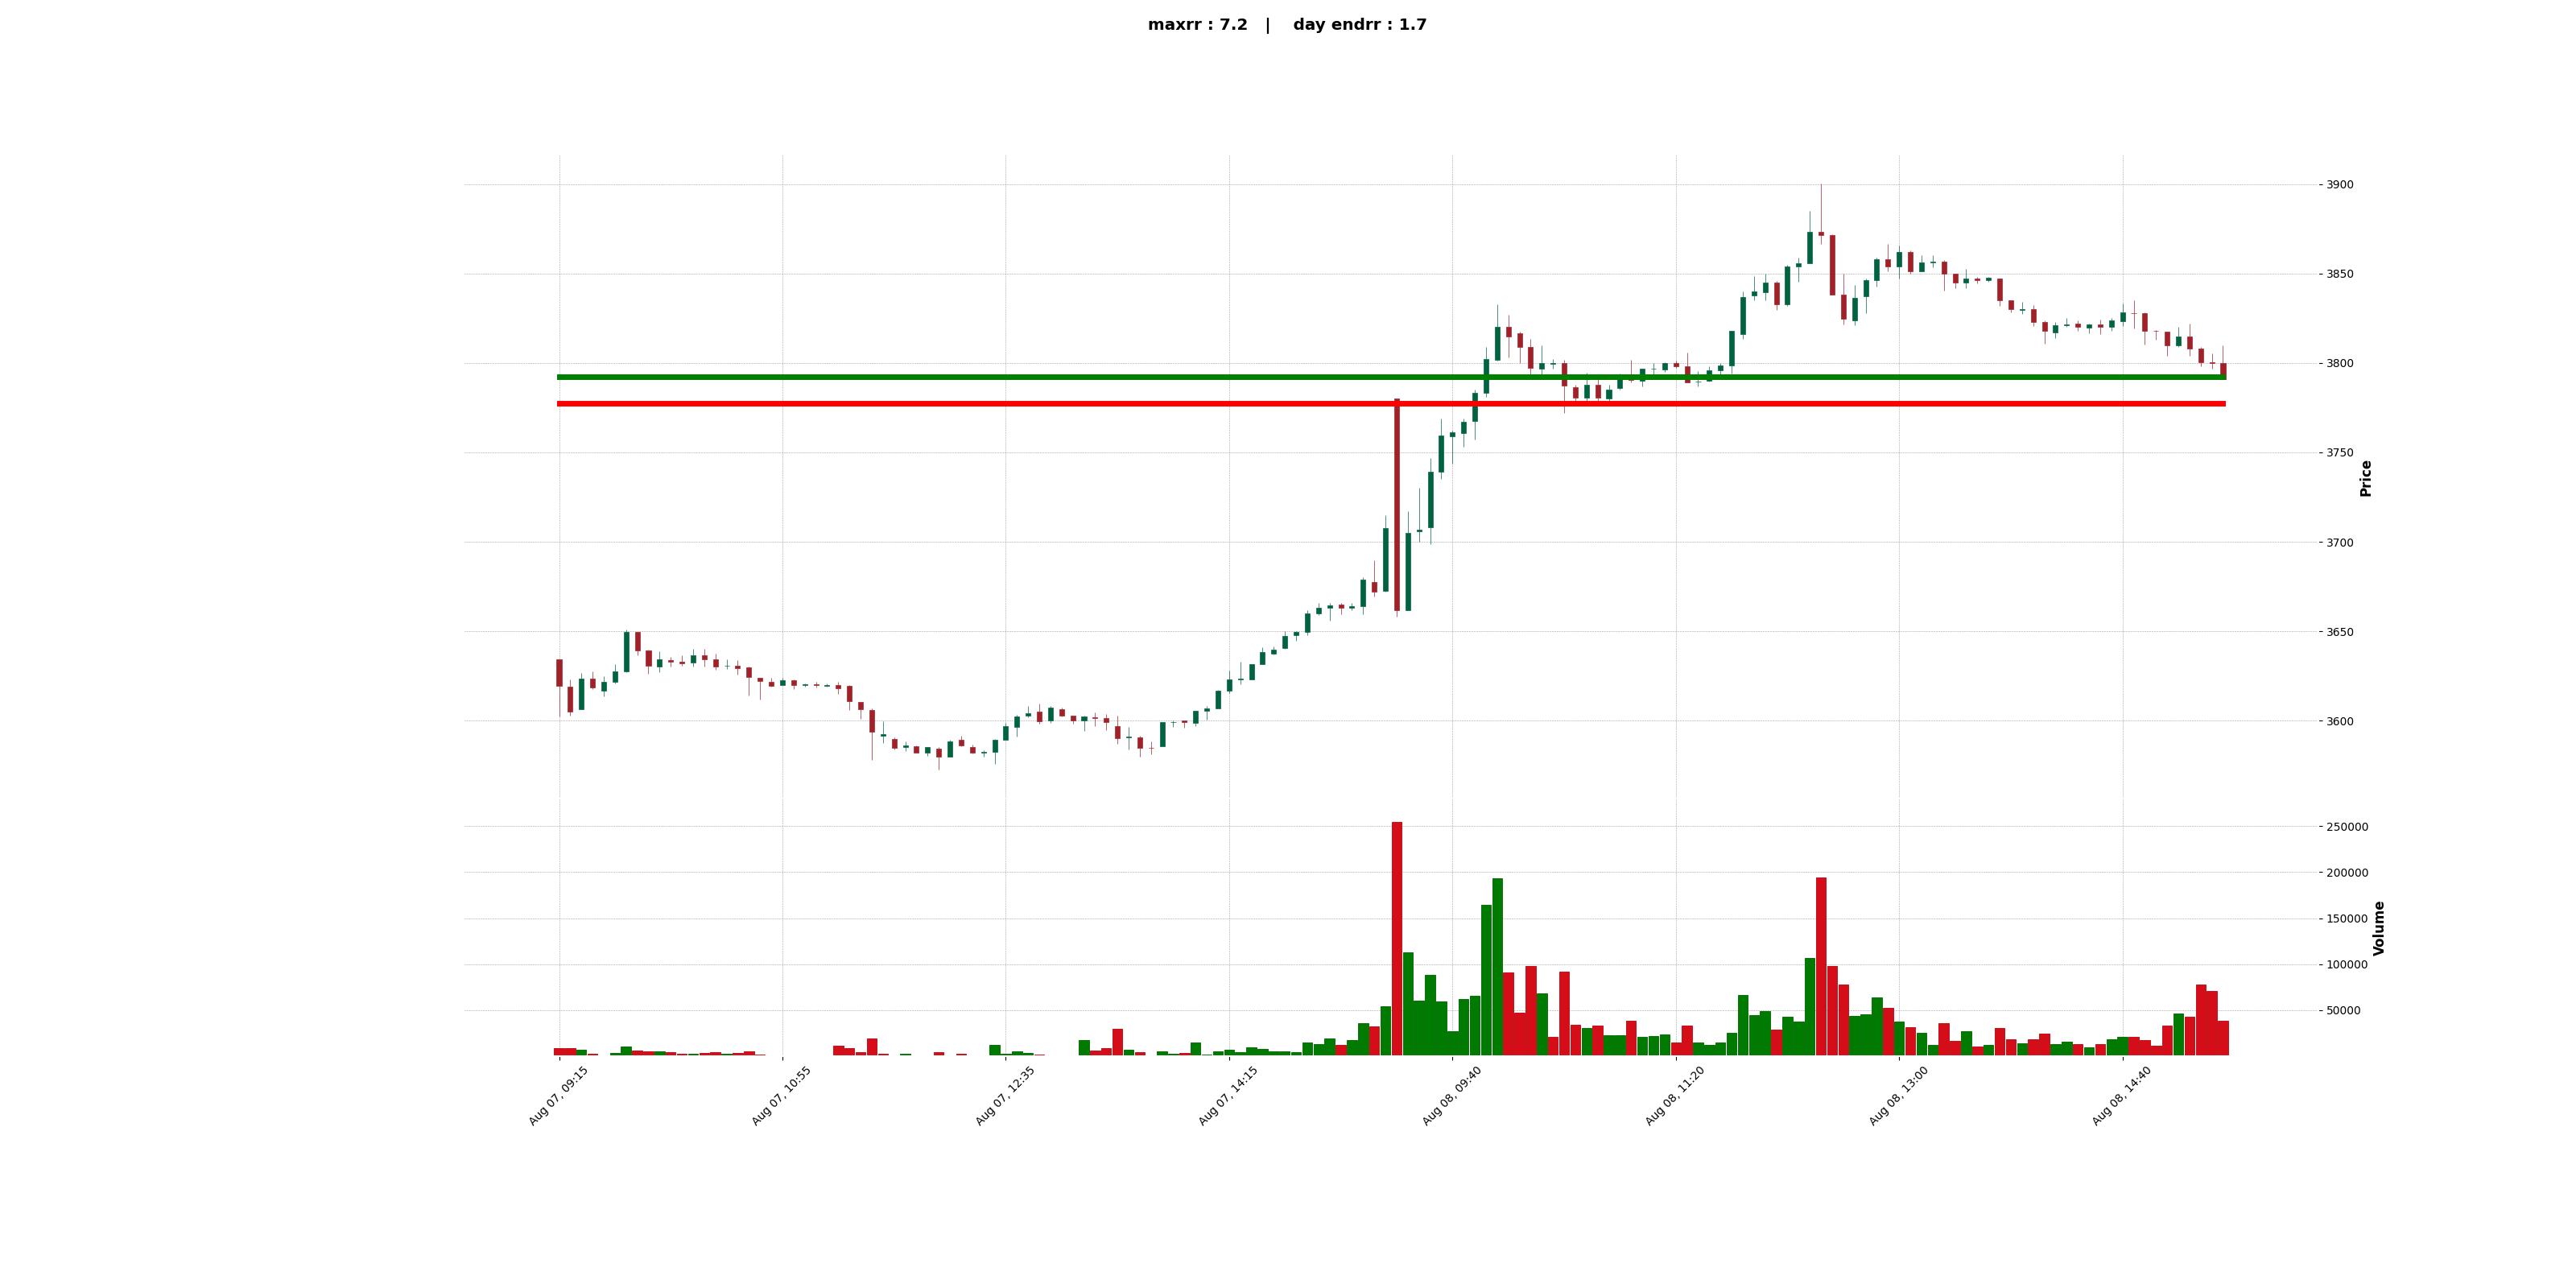 maxrr : 7.2 | day endrr : 1.7
3900
3850
3800
3750
3700
3650
3600
Price
250000
200000
150000
100000
50000
Volume
Aug 07, 09:15
Aug 07, 10:55
Aug 07, 12:35
Aug 07, 14:15
Aug 08, 09:40
Aug 08, 11:20
Aug 08, 13:00
Aug 08, 14:40